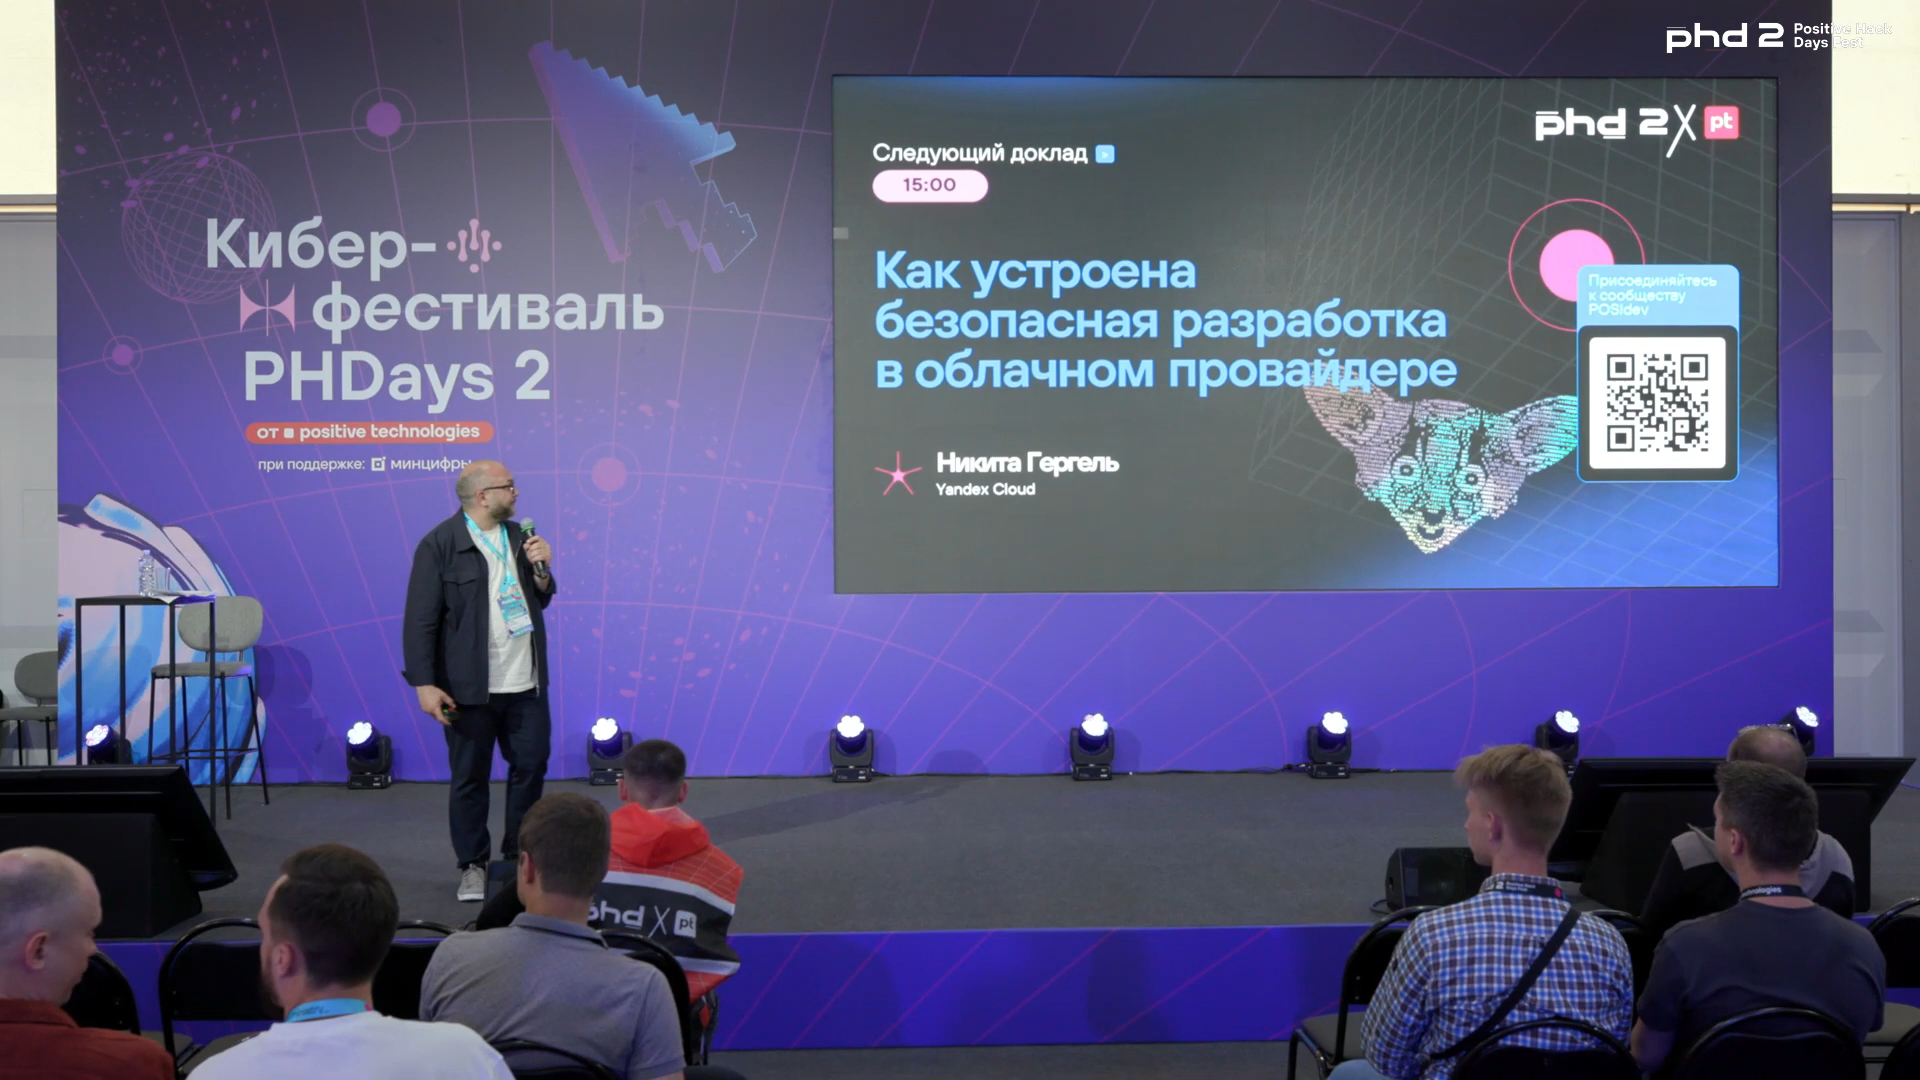 phd 2 Positive Hack
Days Fest
Кибер-
фестиваль
PHDays 2
от positive technologies
при поддержке: минцифры
phd 2 X pt
Следующий доклад
15:00
Как устроена
безопасная разработка
в облачном провайдере
Никита Гергель
Yandex Cloud
Присоединяйтесь
к сообществу
POSIdev
phd X pt